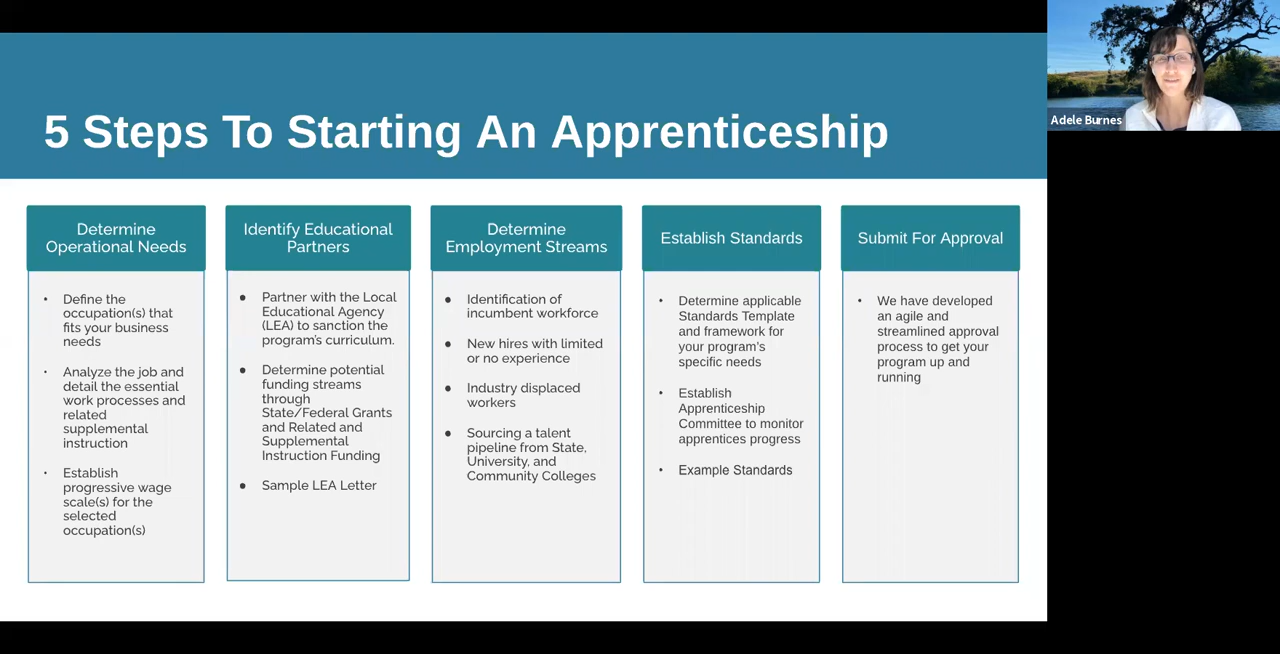 5 Steps To Starting An Apprenticeship
Adele Burnes
Determine
Operational Needs
• Define the
occupation(s) that
fits your business
needs
• Analyze the job and
detail the essential
work processes and
related
supplemental
instruction
• Establish
progressive wage
scale(s) for the
selected
occupation(s)
Identify Educational
Partners
● Partner with the Local
Educational Agency
(LEA) to sanction the
program's curriculum.
● Determine potential
funding streams
through
State/Federal Grants
and Related and
Supplemental
Instruction Funding
● Sample LEA Letter
Determine
Employment Streams
● Identification of
incumbent workforce
● New hires with limited
or no experience
● Industry displaced
workers
● Sourcing a talent
pipeline from State,
University, and
Community Colleges
Establish Standards
• Determine applicable
Standards Template
and framework for
your program's
specific needs
• Establish
Apprenticeship
Committee to monitor
apprentices progress
• Example Standards
Submit For Approval
• We have developed
an agile and
streamlined approval
process to get your
program up and
running